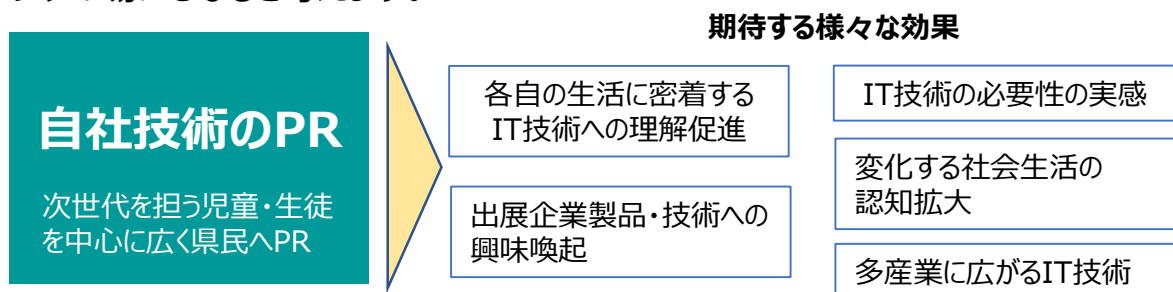 期待する様々な効果
自社技術のPR
次世代を担う児童・生徒
を中心に広く県民へPR
各自の生活に密着する
IT技術への理解促進
出展企業製品・技術への
興味喚起
IT技術の必要性の実感
変化する社会生活の
認知拡大
多産業に広がるIT技術